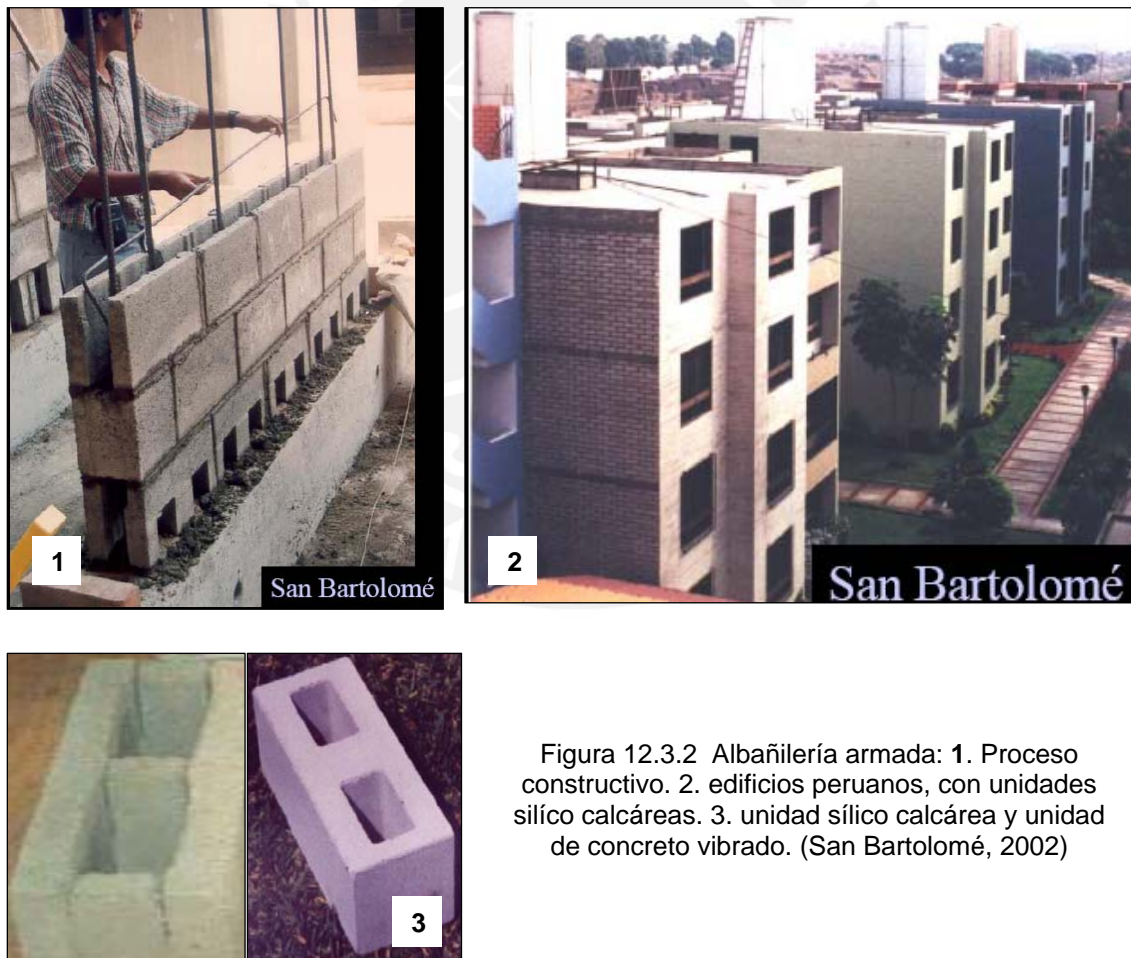 1
San Bartolomé
2
San Bartolomé
3
Figura 12.3.2 Albañilería armada: 1. Proceso
constructivo. 2. edificios peruanos, con unidades
silíco calcáreas. 3. unidad sílico calcárea y unidad
de concreto vibrado. (San Bartolomé, 2002)